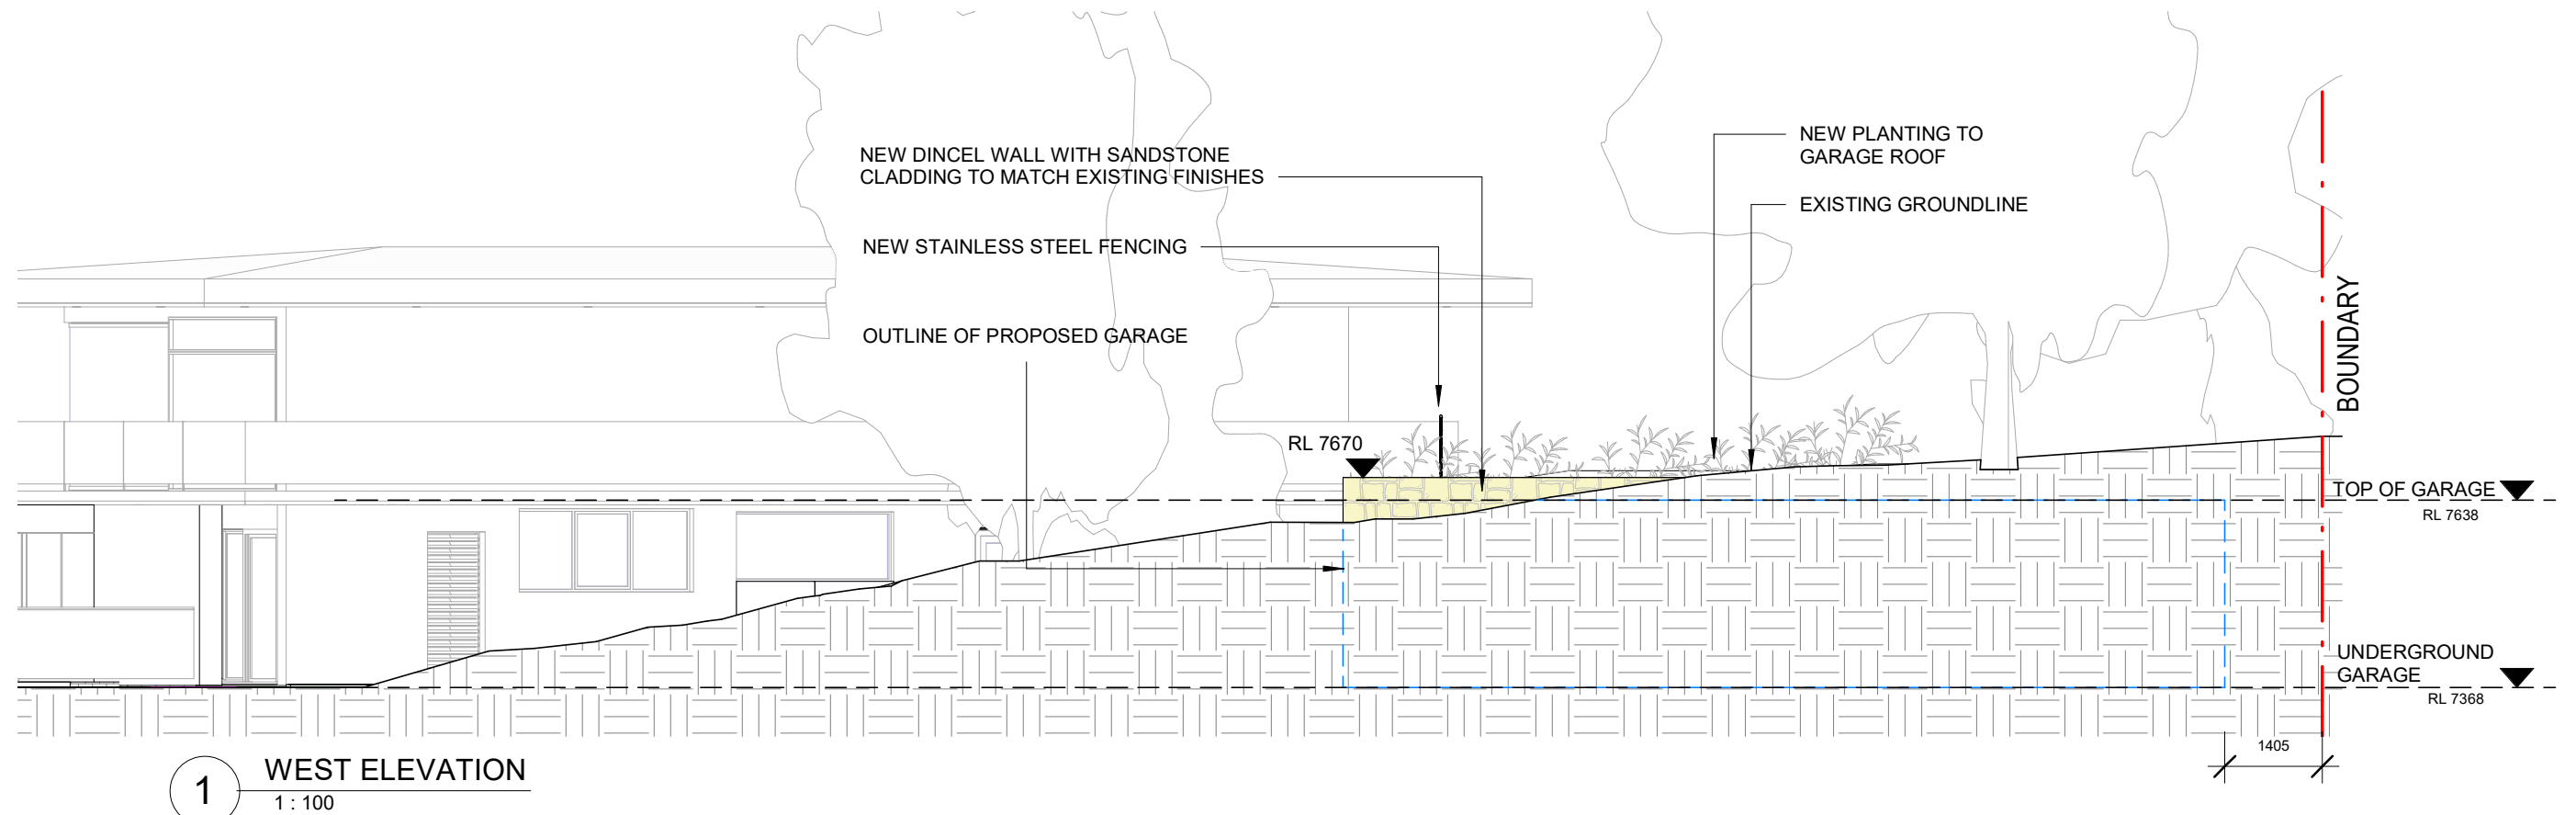 NEW DINCEL WALL WITH SANDSTONE
CLADDING TO MATCH EXISTING FINISHES
NEW STAINLESS STEEL FENCING
OUTLINE OF PROPOSED GARAGE
NEW PLANTING TO
GARAGE ROOF
EXISTING GROUNDLINE
BOUNDARY
RL 7670
TOP OF GARAGE
RL 7638
UNDERGROUND
GARAGE
RL 7368
1405
1
WEST ELEVATION
1 : 100